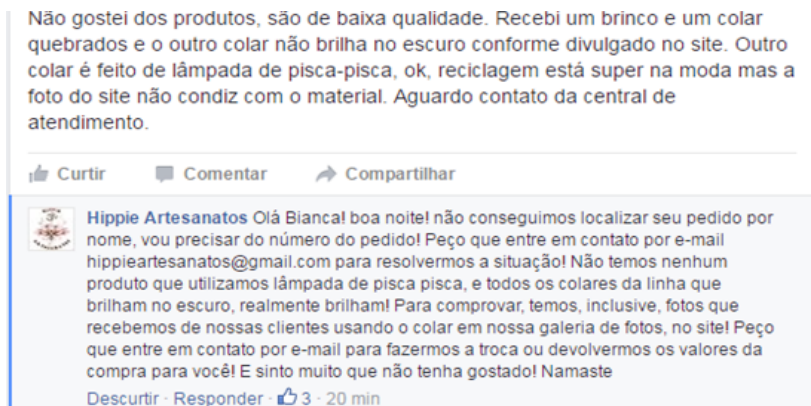 Não gostei dos produtos, são de baixa qualidade. Recebi um brinco e um colar
quebrados e o outro colar não brilha no escuro conforme divulgado no site. Outro
colar é feito de lâmpada de pisca-pisca, ok, reciclagem está super na moda mas a
foto do site não condiz com o material. Aguardo contato da central de
atendimento.
Curtir Comentar Compartilhar
Hippie Artesanatos Olá Bianca! boa noite! não conseguimos localizar seu pedido por
nome, vou precisar do número do pedido! Peço que entre em contato por e-mail
hippieartesanatos@gmail.com para resolvermos a situação! Não temos nenhum
produto que utilizamos lâmpada de pisca pisca, e todos os colares da linha que
brilham no escuro, realmente brilham! Para comprovar, temos, inclusive, fotos que
recebemos de nossas clientes usando o colar em nossa galeria de fotos, no site! Peço
que entre em contato por e-mail para fazermos a troca ou devolvermos os valores da
compra para você! E sinto muito que não tenha gostado! Namaste
Descurtir · Responder · 3 · 20 min